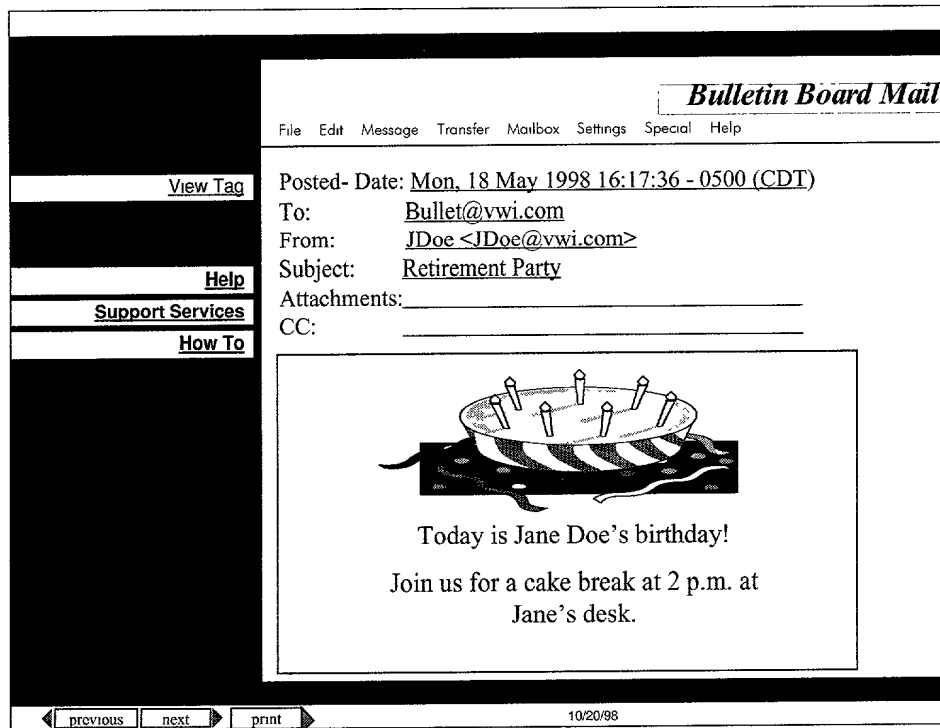 Bulletin Board Mail
File Edit Message Transfer Mailbox Settings Special Help
View Tag
Help
Support Services
How To
Posted- Date: Mon, 18 May 1998 16:17:36 - 0500 (CDT)
To: Bullet@vwi.com
From: JDoe <JDoe@vwi.com>
Subject: Retirement Party
Attachments:
CC:
Today is Jane Doe's birthday!
Join us for a cake break at 2 p.m. at
Jane's desk.
previous next print 10/20/98